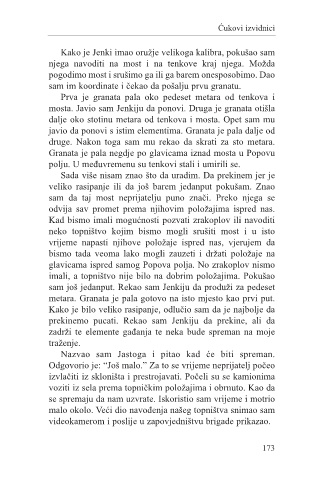 Ćukovi izvidnici
Kako je Jenki imao oružje velikoga kalibra, pokušao sam
njega navoditi na most i na tenkove kraj njega. Možda
pogodimo most i srušimo ga ili ga barem onesposobimo. Dao
sam im koordinate i čekao da pošalju prvu granatu.
Prva je granata pala oko pedeset metara od tenkova i
mosta. Javio sam Jenkiju da ponovi. Druga je granata otišla
dalje oko stotinu metara od tenkova i mosta. Opet sam mu
javio da ponovi s istim elementima. Granata je pala dalje od
druge. Nakon toga sam mu rekao da skrati za sto metara.
Granata je pala negdje po glavicama iznad mosta u Popovu
polju. U međuvremenu su tenkovi stali i umirili se.
Sada više nisam znao što da uradim. Da prekinem jer je
veliko rasipanje ili da još barem jedanput pokušam. Znao
sam da taj most neprijatelju puno znači. Preko njega se
odvija sav promet prema njihovim položajima ispred nas.
Kad bismo imali mogućnosti pozvati zrakoplov ili navoditi
neko topništvo kojim bismo mogli srušiti most i u isto
vrijeme napasti njihove položaje ispred nas, vjerujem da
bismo tada veoma lako mogli zauzeti i držati položaje na
glavicama ispred samog Popova polja. No zrakoplov nismo
imali, a topništvo nije bilo na dobrim položajima. Pokušao
sam još jedanput. Rekao sam Jenkiju da produži za pedeset
metara. Granata je pala gotovo na isto mjesto kao prvi put.
Kako je bilo veliko rasipanje, odlučio sam da je najbolje da
prekinemo pucati. Rekao sam Jenkiju da prekine, ali da
zadrži te elemente gađanja te neka bude spreman na moje
traženje.
Nazvao sam Jastoga i pitao kad će biti spreman.
Odgovorio je: “Još malo.” Za to se vrijeme neprijatelj počeo
izvlačiti iz skloništa i prestrojavati. Počeli su se kamionima
voziti iz sela prema topničkim položajima i obrnuto. Kao da
se spremaju da nam uzvrate. Iskoristio sam vrijeme i motrio
malo okolo. Veći dio navođenja našeg topništva snimao sam
videokamerom i poslije u zapovjedništvu brigade prikazao.
173